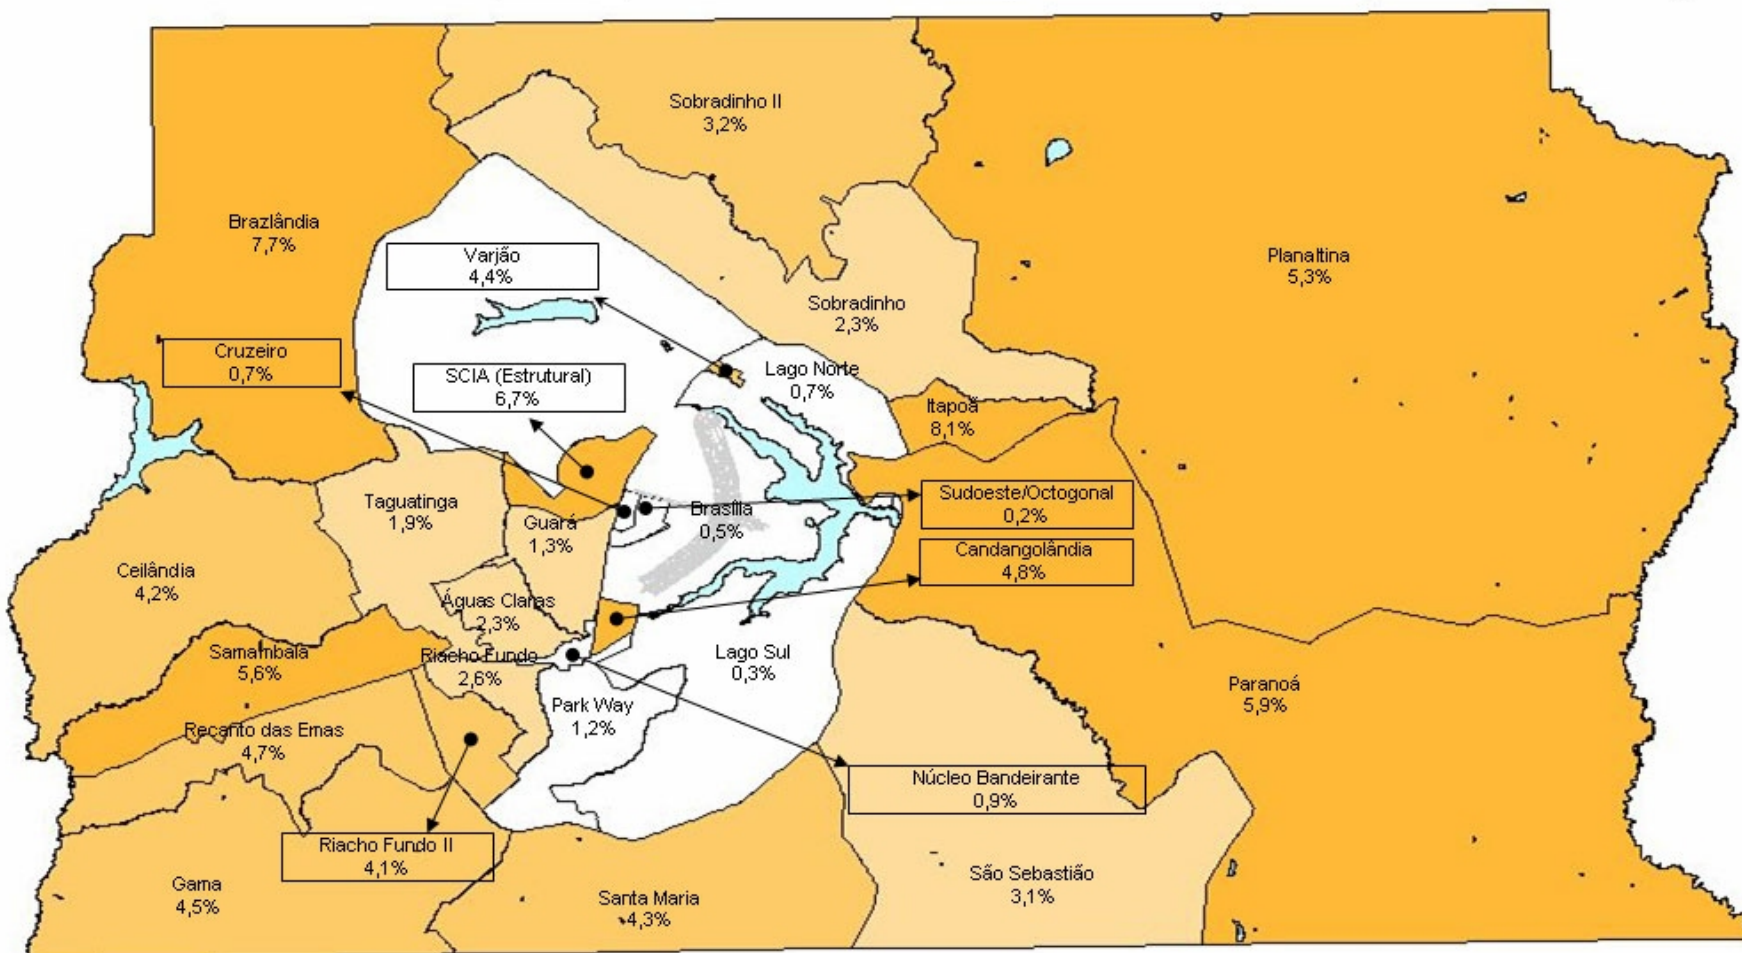 Sobradinho II
3,2%
Brazlândia
7,7%
Varjão
4,4%
Planaltina
5,3%
Sobradinho
2,3%
Cruzeiro
0,7%
SCIA (Estrutural)
6,7%
Lago Norte
0,7%
Itapoã
8,1%
Taguatinga
1,9%
Guará
1,3%
Brasília
0,5%
Sudoeste/Octogonal
0,2%
Candangolândia
4,8%
Ceilândia
4,2%
Águas Claras
2,3%
Samambaia
5,6%
Riacho Fundo
2,6%
Lago Sul
0,3%
Park Way
1,2%
Paranoá
5,9%
Recanto das Emas
4,7%
Núcleo Bandeirante
0,9%
Riacho Fundo II
4,1%
Gama
4,5%
Santa Maria
4,3%
São Sebastião
3,1%